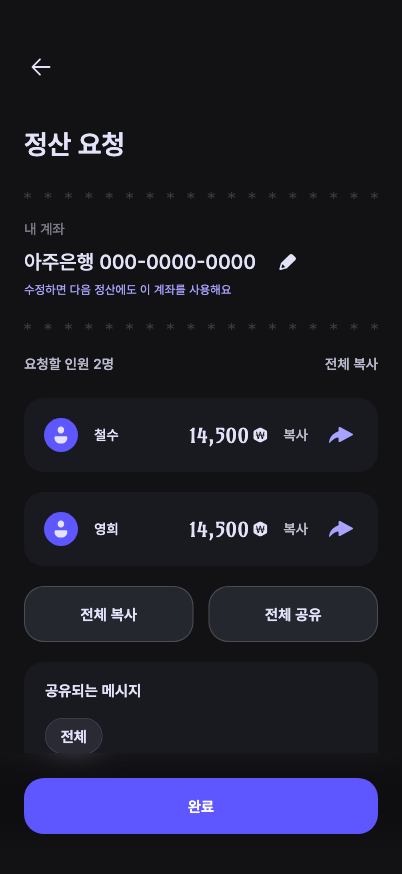 정산 요청
* * * * * * * * * * * * * * * * * *
내 계좌
아주은행 000-0000-0000
수정하면 다음 정산에도 이 계좌를 사용해요
* * * * * * * * * * * * * * * * * *
요청할 인원 2명 전체 복사
철수 14,500 ₩ 복사
영희 14,500 ₩ 복사
전체 복사 전체 공유
공유되는 메시지
전체
완료